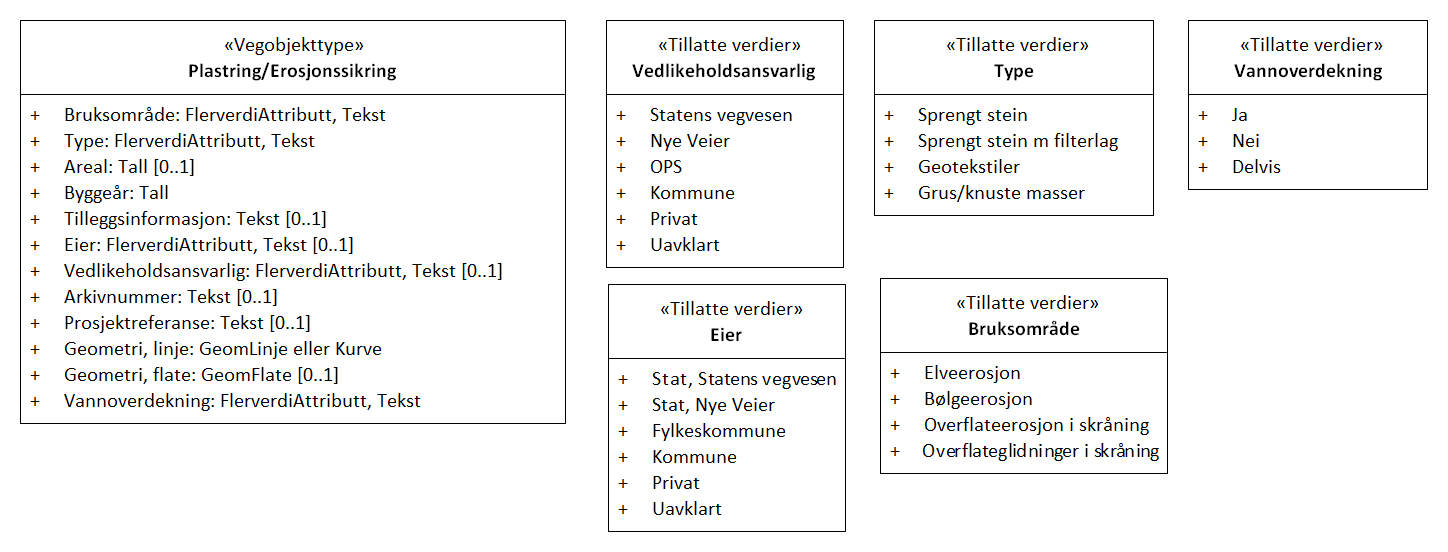 «Vegobjekttype»
Plastring/Erosjonssikring
+ Bruksområde: FlerverdiAttributt, Tekst
+ Type: FlerverdiAttributt, Tekst
+ Areal: Tall [0..1]
+ Byggeår: Tall
+ Tilleggsinformasjon: Tekst [0..1]
+ Eier: FlerverdiAttributt, Tekst [0..1]
+ Vedlikeholdsansvarlig: FlerverdiAttributt, Tekst [0..1]
+ Arkivnummer: Tekst [0..1]
+ Prosjektreferanse: Tekst [0..1]
+ Geometri, linje: GeomLinje eller Kurve
+ Geometri, flate: GeomFlate [0..1]
+ Vannoverdekning: FlerverdiAttributt, Tekst
«Tillatte verdier»
Vedlikeholdsansvarlig
+ Statens vegvesen
+ Nye Veier
+ OPS
+ Kommune
+ Privat
+ Uavklart
«Tillatte verdier»
Type
+ Sprengt stein
+ Sprengt stein m filterlag
+ Geotekstiler
+ Grus/knuste masser
«Tillatte verdier»
Vannoverdekning
+ Ja
+ Nei
+ Delvis
«Tillatte verdier»
Eier
+ Stat, Statens vegvesen
+ Stat, Nye Veier
+ Fylkeskommune
+ Kommune
+ Privat
+ Uavklart
«Tillatte verdier»
Bruksområde
+ Elveerosjon
+ Bølgeerosjon
+ Overflateerosjon i skråning
+ Overflateglidninger i skråning